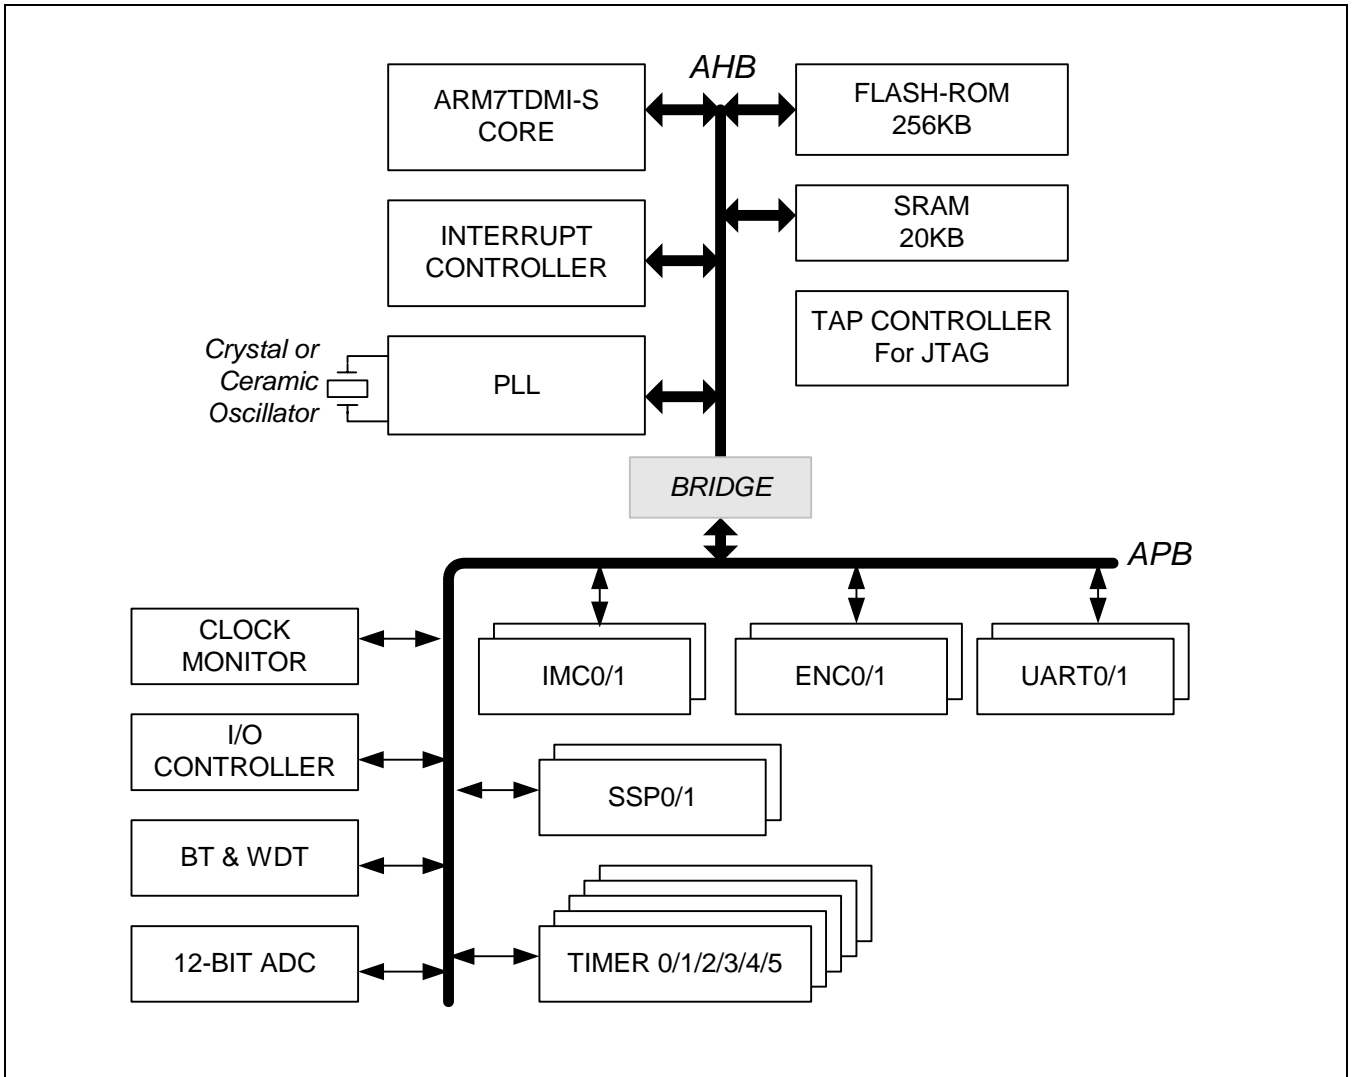 AHB
ARM7TDMI-S
CORE
FLASH-ROM
256KB
INTERRUPT
CONTROLLER
SRAM
20KB
TAP CONTROLLER
For JTAG
Crystal or
Ceramic
Oscillator
PLL
BRIDGE
APB
CLOCK
MONITOR
IMC0/1
ENC0/1
UART0/1
I/O
CONTROLLER
SSP0/1
BT & WDT
12-BIT ADC
TIMER 0/1/2/3/4/5